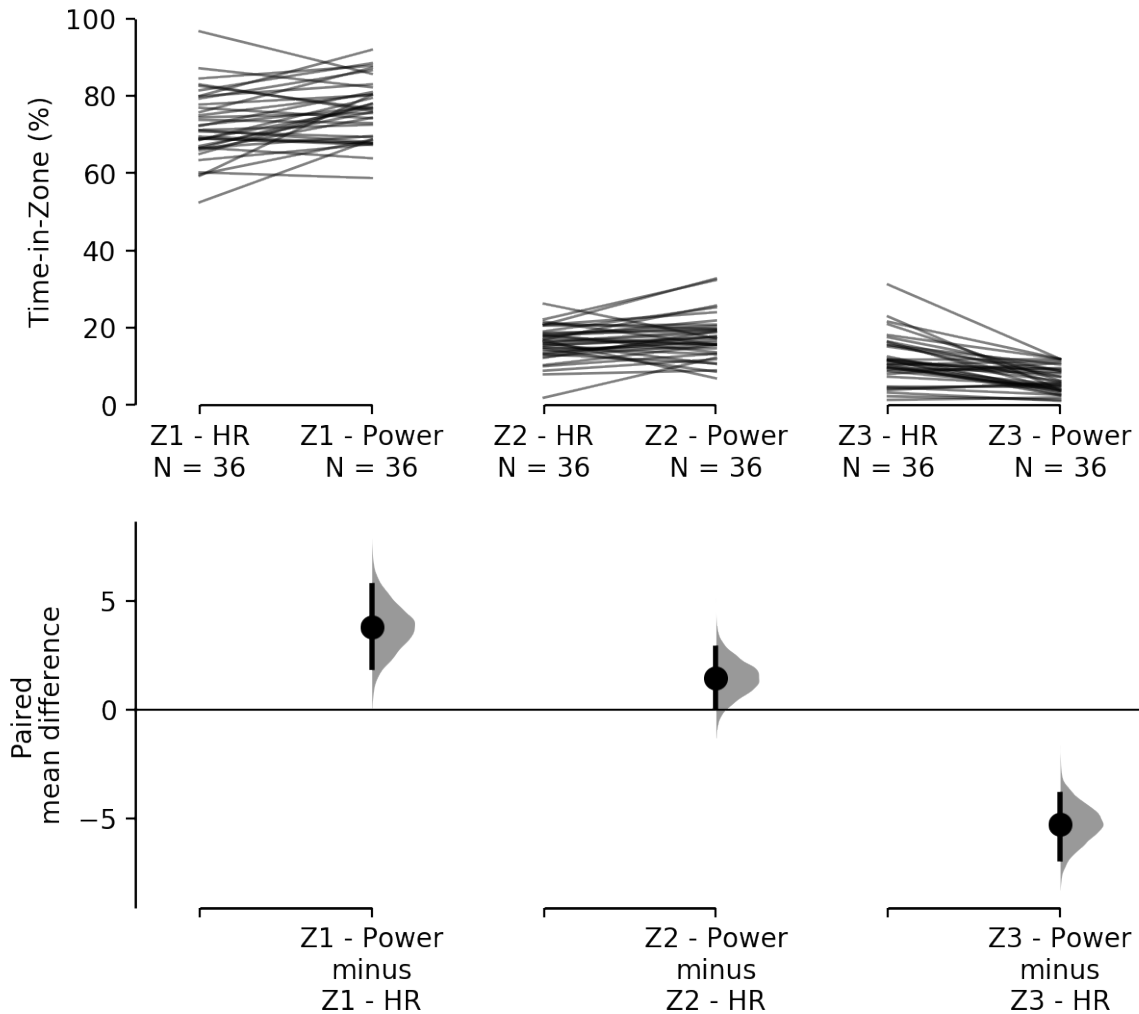 Time-in-Zone (%)
100
80
60
40
20
0
Z1 - HR
N = 36
Z1 - Power
N = 36
Z2 - HR
N = 36
Z2 - Power
N = 36
Z3 - HR
N = 36
Z3 - Power
N = 36
Paired
mean difference
5
0
−5
Z1 - Power
minus
Z1 - HR
Z2 - Power
minus
Z2 - HR
Z3 - Power
minus
Z3 - HR